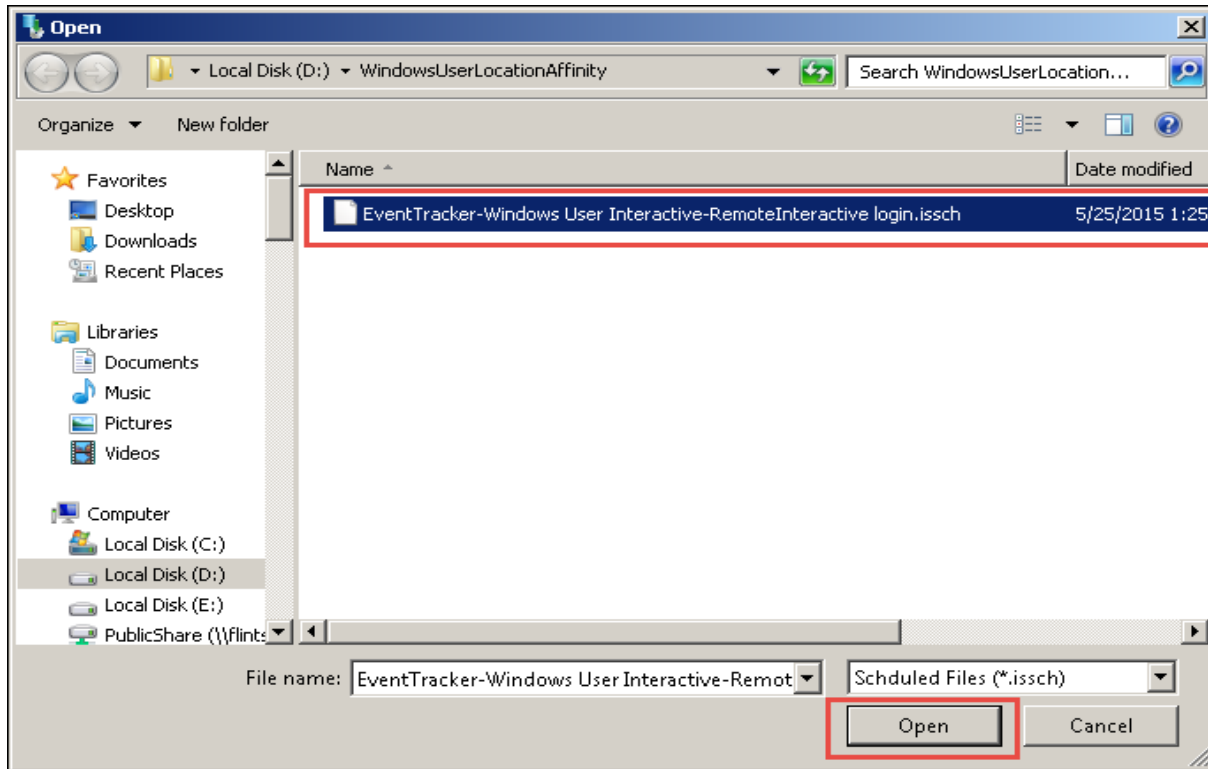 Open
Local Disk (D:) WindowsUserLocationAffinity Search WindowsUserLocation...
Organize New folder
Name Date modified
EventTracker-Windows User Interactive-RemoteInteractive login.issch 5/25/2015 1:25
Favorites
Desktop
Downloads
Recent Places
Libraries
Documents
Music
Pictures
Videos
Computer
Local Disk (C:)
Local Disk (D:)
Local Disk (E:)
PublicShare (\\flints
File name: EventTracker-Windows User Interactive-Remot Schduled Files (*.issch)
Open Cancel